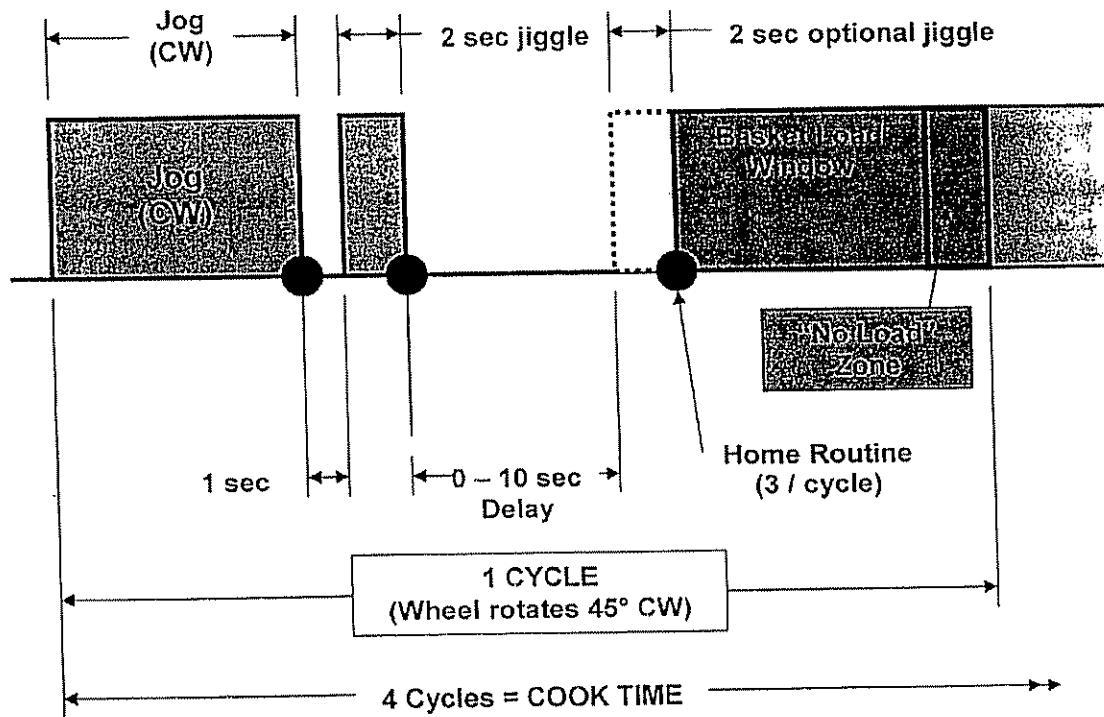 Jog
(CW)
2 sec jiggle
2 sec optional jiggle
Jog
(CW)
Basket Load
Window
"No Load"
Zone
1 sec
0 – 10 sec
Delay
Home Routine
(3 / cycle)
1 CYCLE
(Wheel rotates 45° CW)
4 Cycles = COOK TIME